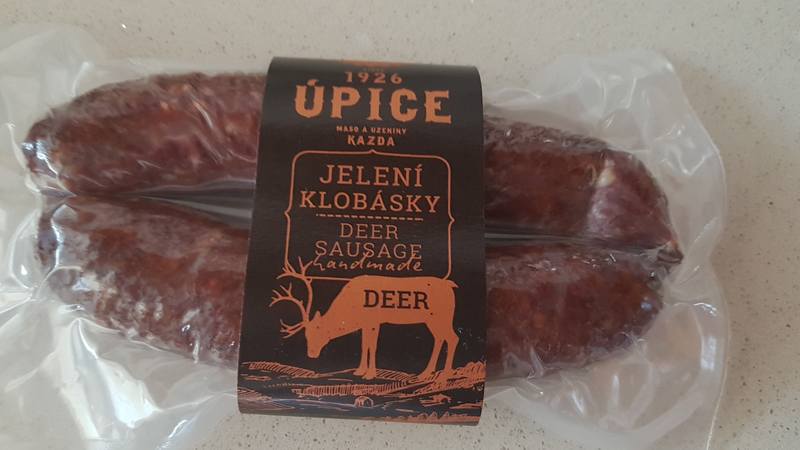 1926
ÚPICE
MASO A UZENINY
KAZDA
JELENÍ
KLOBÁSKY
DEER
SAUSAGE
handmade
DEER